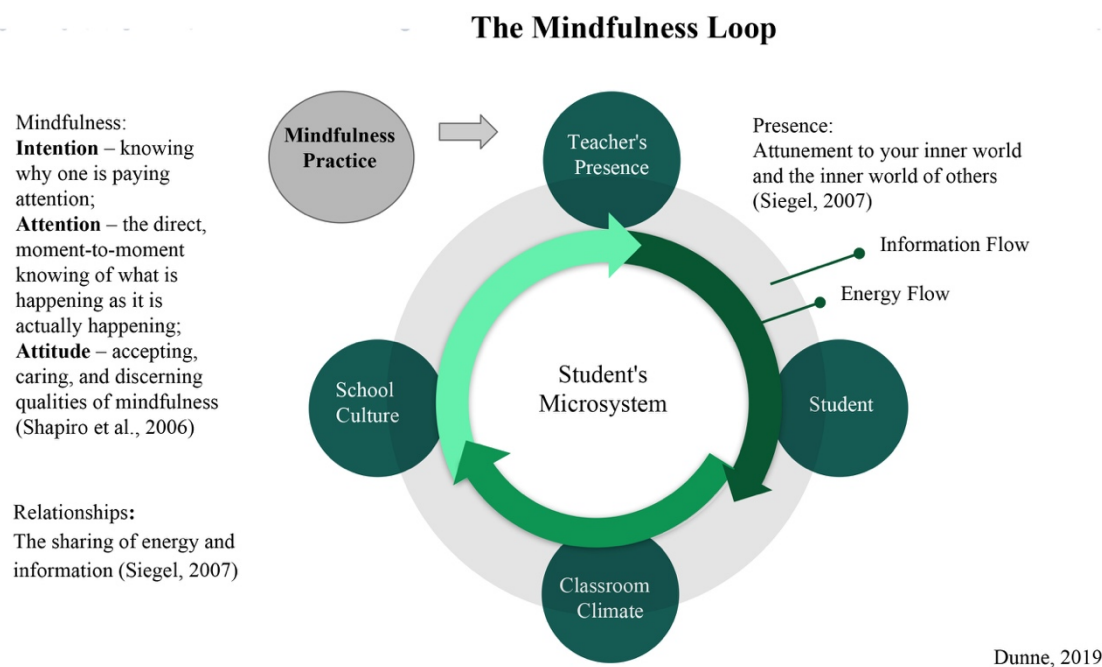 The Mindfulness Loop
Mindfulness:
Intention – knowing
why one is paying
attention;
Attention – the direct,
moment-to-moment
knowing of what is
happening as it is
actually happening;
Attitude – accepting,
caring, and discerning
qualities of mindfulness
(Shapiro et al., 2006)
Relationships:
The sharing of energy and
information (Siegel, 2007)
Mindfulness
Practice
Teacher's
Presence
Presence:
Attunement to your inner world
and the inner world of others
(Siegel, 2007)
Information Flow
Energy Flow
School
Culture
Student's
Microsystem
Student
Classroom
Climate
Dunne, 2019